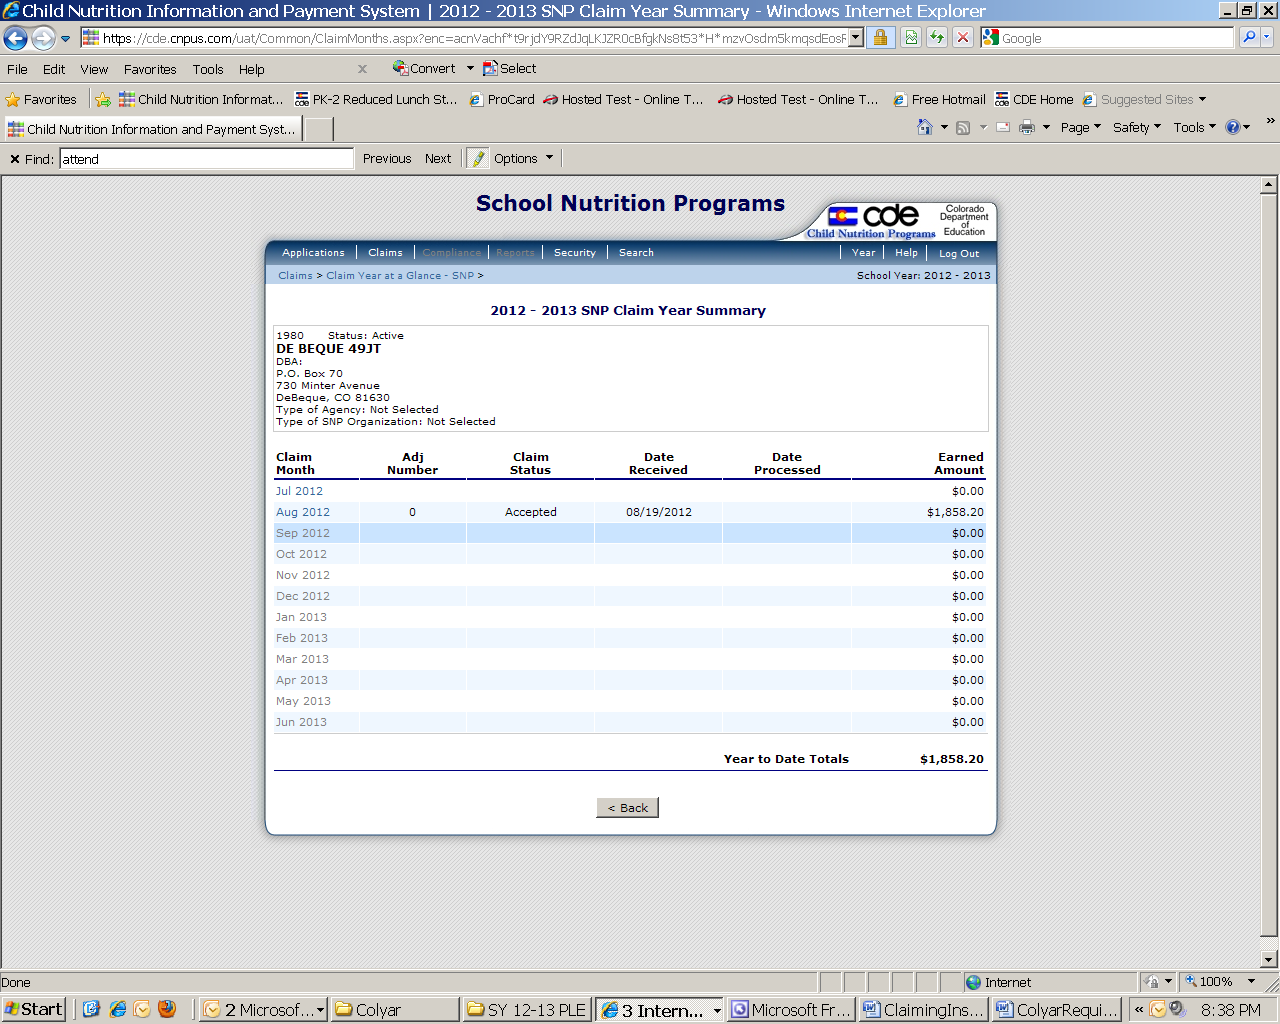 Child Nutrition Information and Payment System | 2012 - 2013 SNP Claim Year Summary - Windows Internet Explorer
Google
File Edit View Favorites Tools Help x Convert Select
Favorites Child Nutrition Informat... PK-2 Reduced Lunch St... ProCard Hosted Test - Online T... Hosted Test - Online T... Free Hotmail CDE Home Suggested Sites
Child Nutrition Information and Payment Syst... Page Safety Tools
x Find: attend Previous Next Options
School Nutrition Programs
cde Child Nutrition Programs
Colorado
Department
of
Education
Applications Claims Compliance Reports Security Search Year Help Log Out
Claims > Claim Year at a Glance - SNP > School Year: 2012 - 2013
2012 - 2013 SNP Claim Year Summary
1980 Status: Active
DE BEQUE 49JT
DBA:
P.O. Box 70
730 Minter Avenue
DeBeque, CO 81630
Type of Agency: Not Selected
Type of SNP Organization: Not Selected
Claim Month Adj Number Claim Status Date Received Date Processed Earned Amount
Jul 2012 $0.00
Aug 2012 0 Accepted 08/19/2012 $1,858.20
Sep 2012 $0.00
Oct 2012 $0.00
Nov 2012 $0.00
Dec 2012 $0.00
Jan 2013 $0.00
Feb 2013 $0.00
Mar 2013 $0.00
Apr 2013 $0.00
May 2013 $0.00
Jun 2013 $0.00
Year to Date Totals $1,858.20
< Back
Done Internet 100%
Start 2 Microsof... Colyar SY 12-13 PLE 3 Intern... Microsoft Fr... ClaimingIns... ColyarRequi... « 8:38 PM